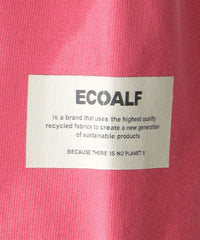 ECOALF
is a brand that uses the highest quality
recycled fabrics to create a new generation
of sustainable products
BECAUSE THERE IS NO PLANET B